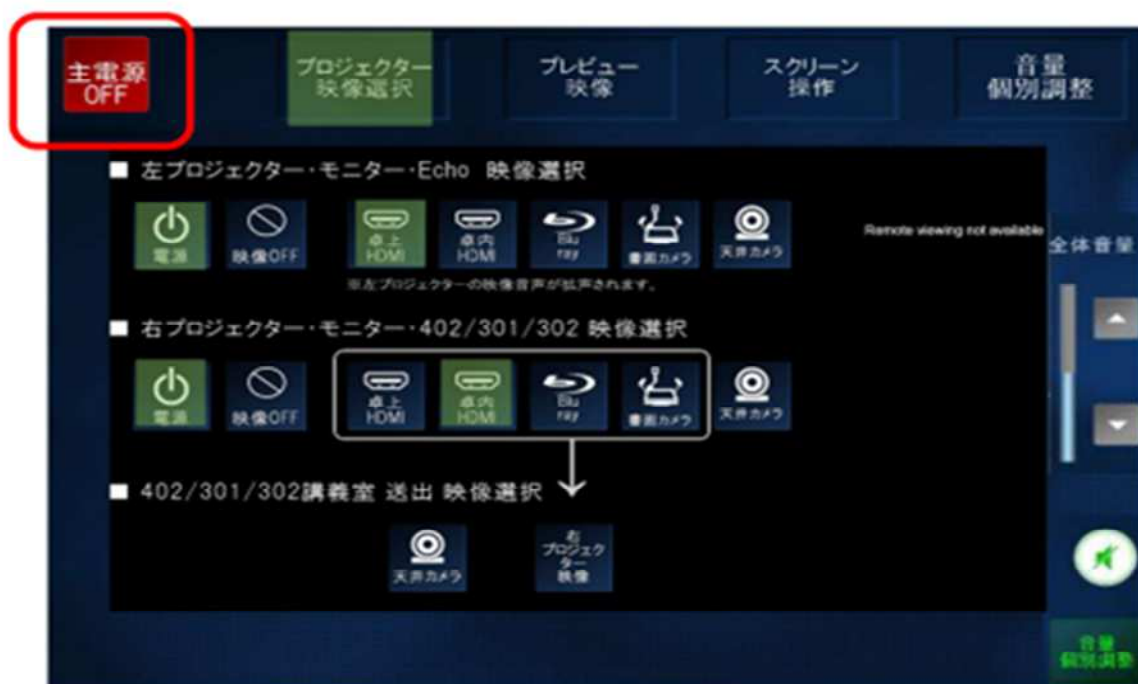 主電源
OFF
プロジェクター
映像選択
プレビュー
映像
スクリーン
操作
音量
個別調整
■ 左プロジェクター・モニター・Echo 映像選択
電源
映像OFF
卓上
HDMI
卓内
HDMI
Blu
ray
書画カメラ
天井カメラ
Remote viewing not available
全体音量
※左プロジェクターの映像音声が拡声されます。
■ 右プロジェクター・モニター・402/301/302 映像選択
電源
映像OFF
卓上
HDMI
卓内
HDMI
Blu
ray
書画カメラ
天井カメラ
■ 402/301/302講義室 送出 映像選択
天井カメラ
右
プロジェク
ター
映像
音量
個別調整